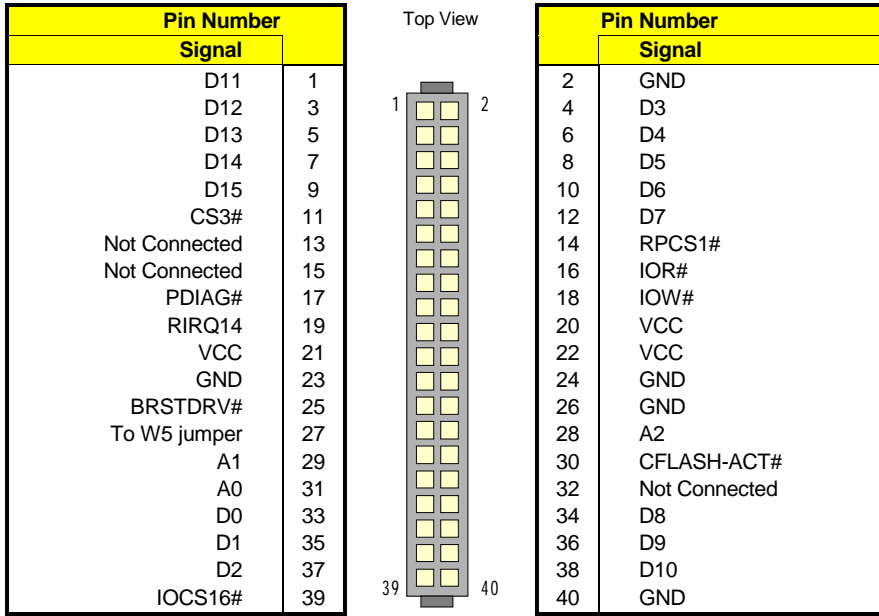 Pin Number Top View Pin Number
Signal Signal
D11 1 2 GND
1 2
D12 3 4 D3
D13 5 6 D4
D14 7 8 D5
D15 9 10 D6
CS3# 11 12 D7
Not Connected 13 14 RPCS1#
Not Connected 15 16 IOR#
PDIAG# 17 18 IOW#
RIRQ14 19 20 VCC
VCC 21 22 VCC
GND 23 24 GND
BRSTDRV# 25 26 GND
To W5 jumper 27 28 A2
A1 29 30 CFLASH-ACT#
A0 31 32 Not Connected
D0 33 34 D8
D1 35 36 D9
D2 37 38 D10
39 40
IOCS16# 39 40 GND